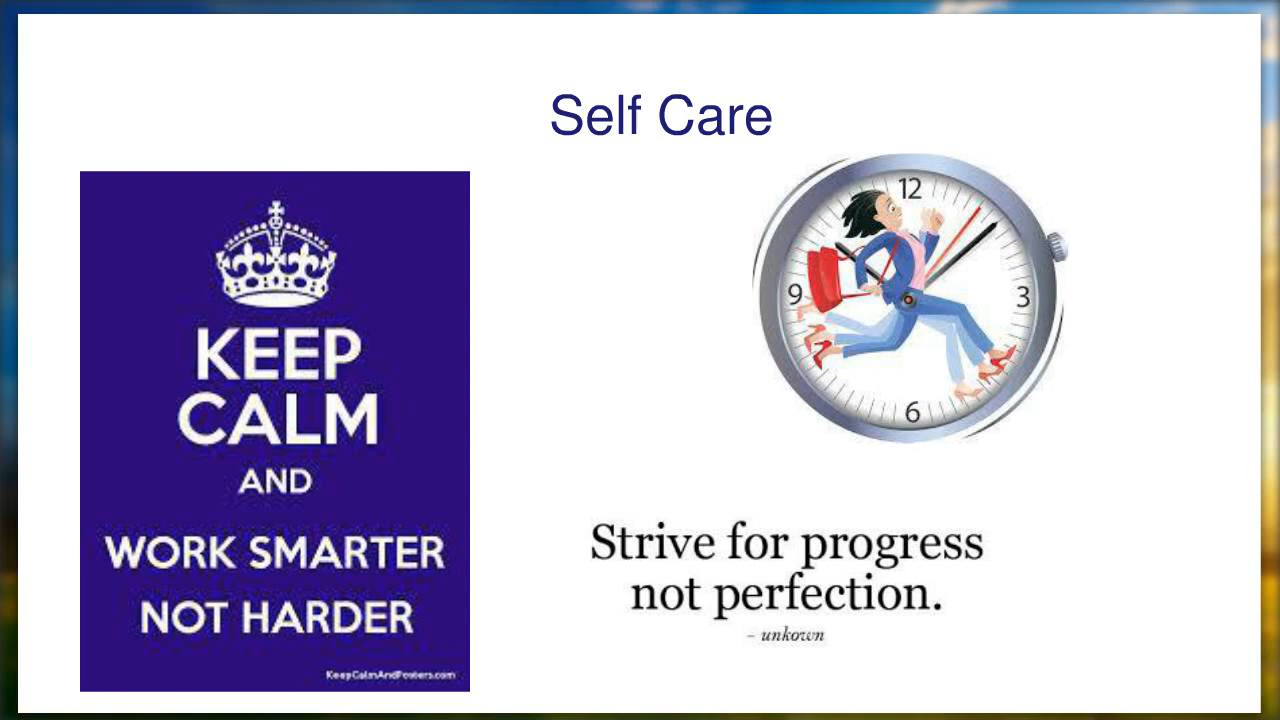 Self Care
KEEP
CALM
AND
WORK SMARTER
NOT HARDER
KeepCalmAndPosters.com
12
9
3
6
Strive for progress
not perfection.
- unkown